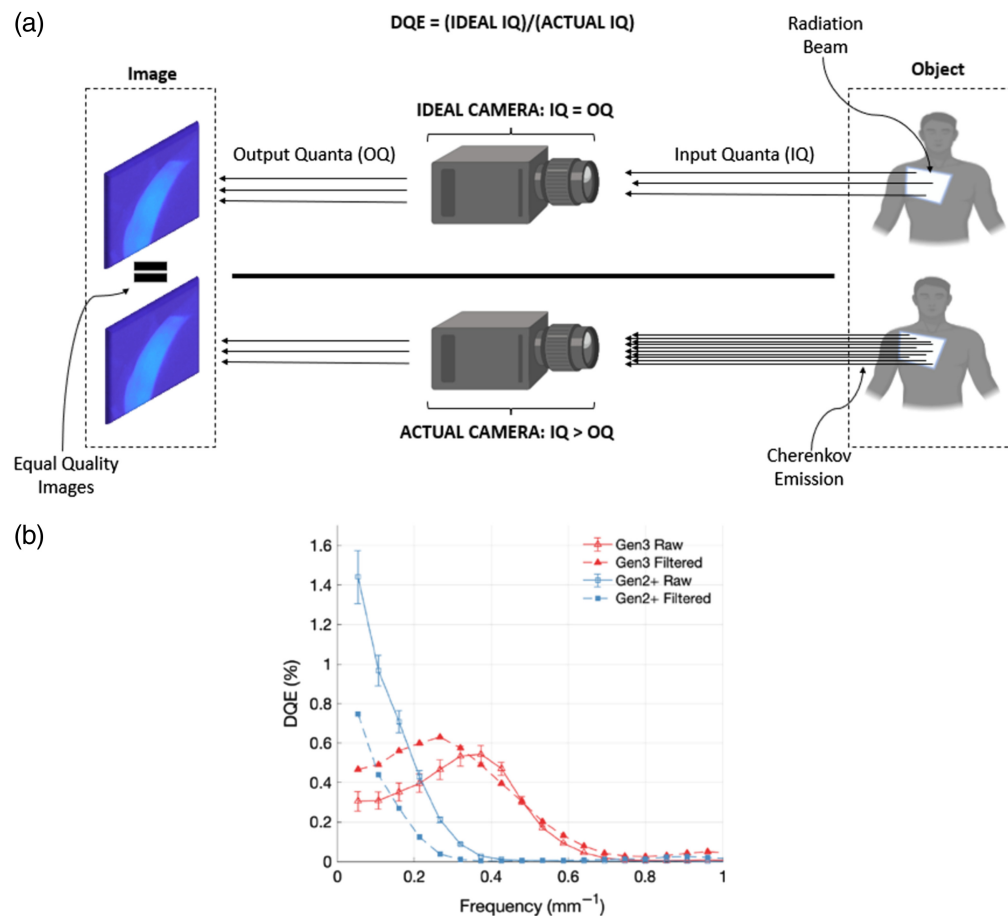 (a)
DQE = (IDEAL IQ)/(ACTUAL IQ)
Radiation
Beam
Image
Object
IDEAL CAMERA: IQ = OQ
Output Quanta (OQ)
Input Quanta (IQ)
=
ACTUAL CAMERA: IQ > OQ
Equal Quality
Images
Cherenkov
Emission
(b)
Gen3 Raw
Gen3 Filtered
Gen2+ Raw
Gen2+ Filtered
1.6
1.4
1.2
1
0.8
0.6
0.4
0.2
0
DQE (%)
0 0.2 0.4 0.6 0.8 1
Frequency (mm⁻¹)